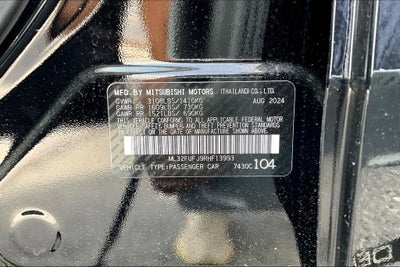 MFD.BY MITSUBISHI MOTORS (THAILAND)CO.,LTD.
GVWR 3108LBS/1410KG AUG 2024
GAWR FR 1609LBS/ 730KG
GAWR RR 1521LBS/ 690KG
THIS VEHICLE CONFORMS TO ALL APPLICABLE
U.S. FEDERAL MOTOR VEHICLE SAFETY, BUMPER
AND THEFT PREVENTION STANDARDS IN EFFECT ON
THE DATE OF MANUFACTURE SHOWN ABOVE.
ML32FUFJ9RHF13993
VEHICLE TYPE:PASSENGER CAR 7430C 104